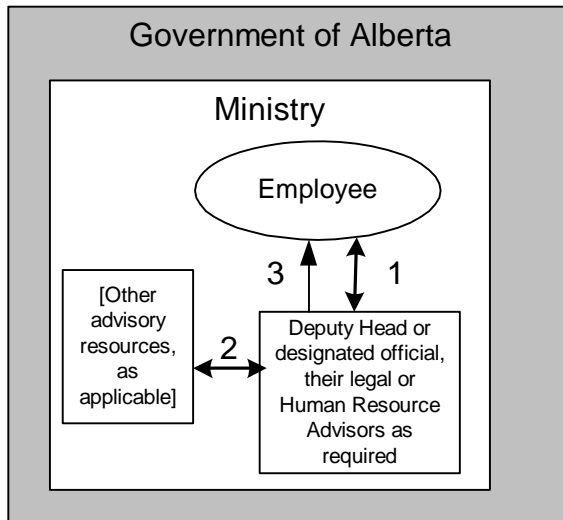 Government of Alberta
Ministry
Employee
3
1
[Other
advisory
resources,
as
applicable]
2
Deputy Head or
designated official,
their legal or
Human Resource
Advisors as
required